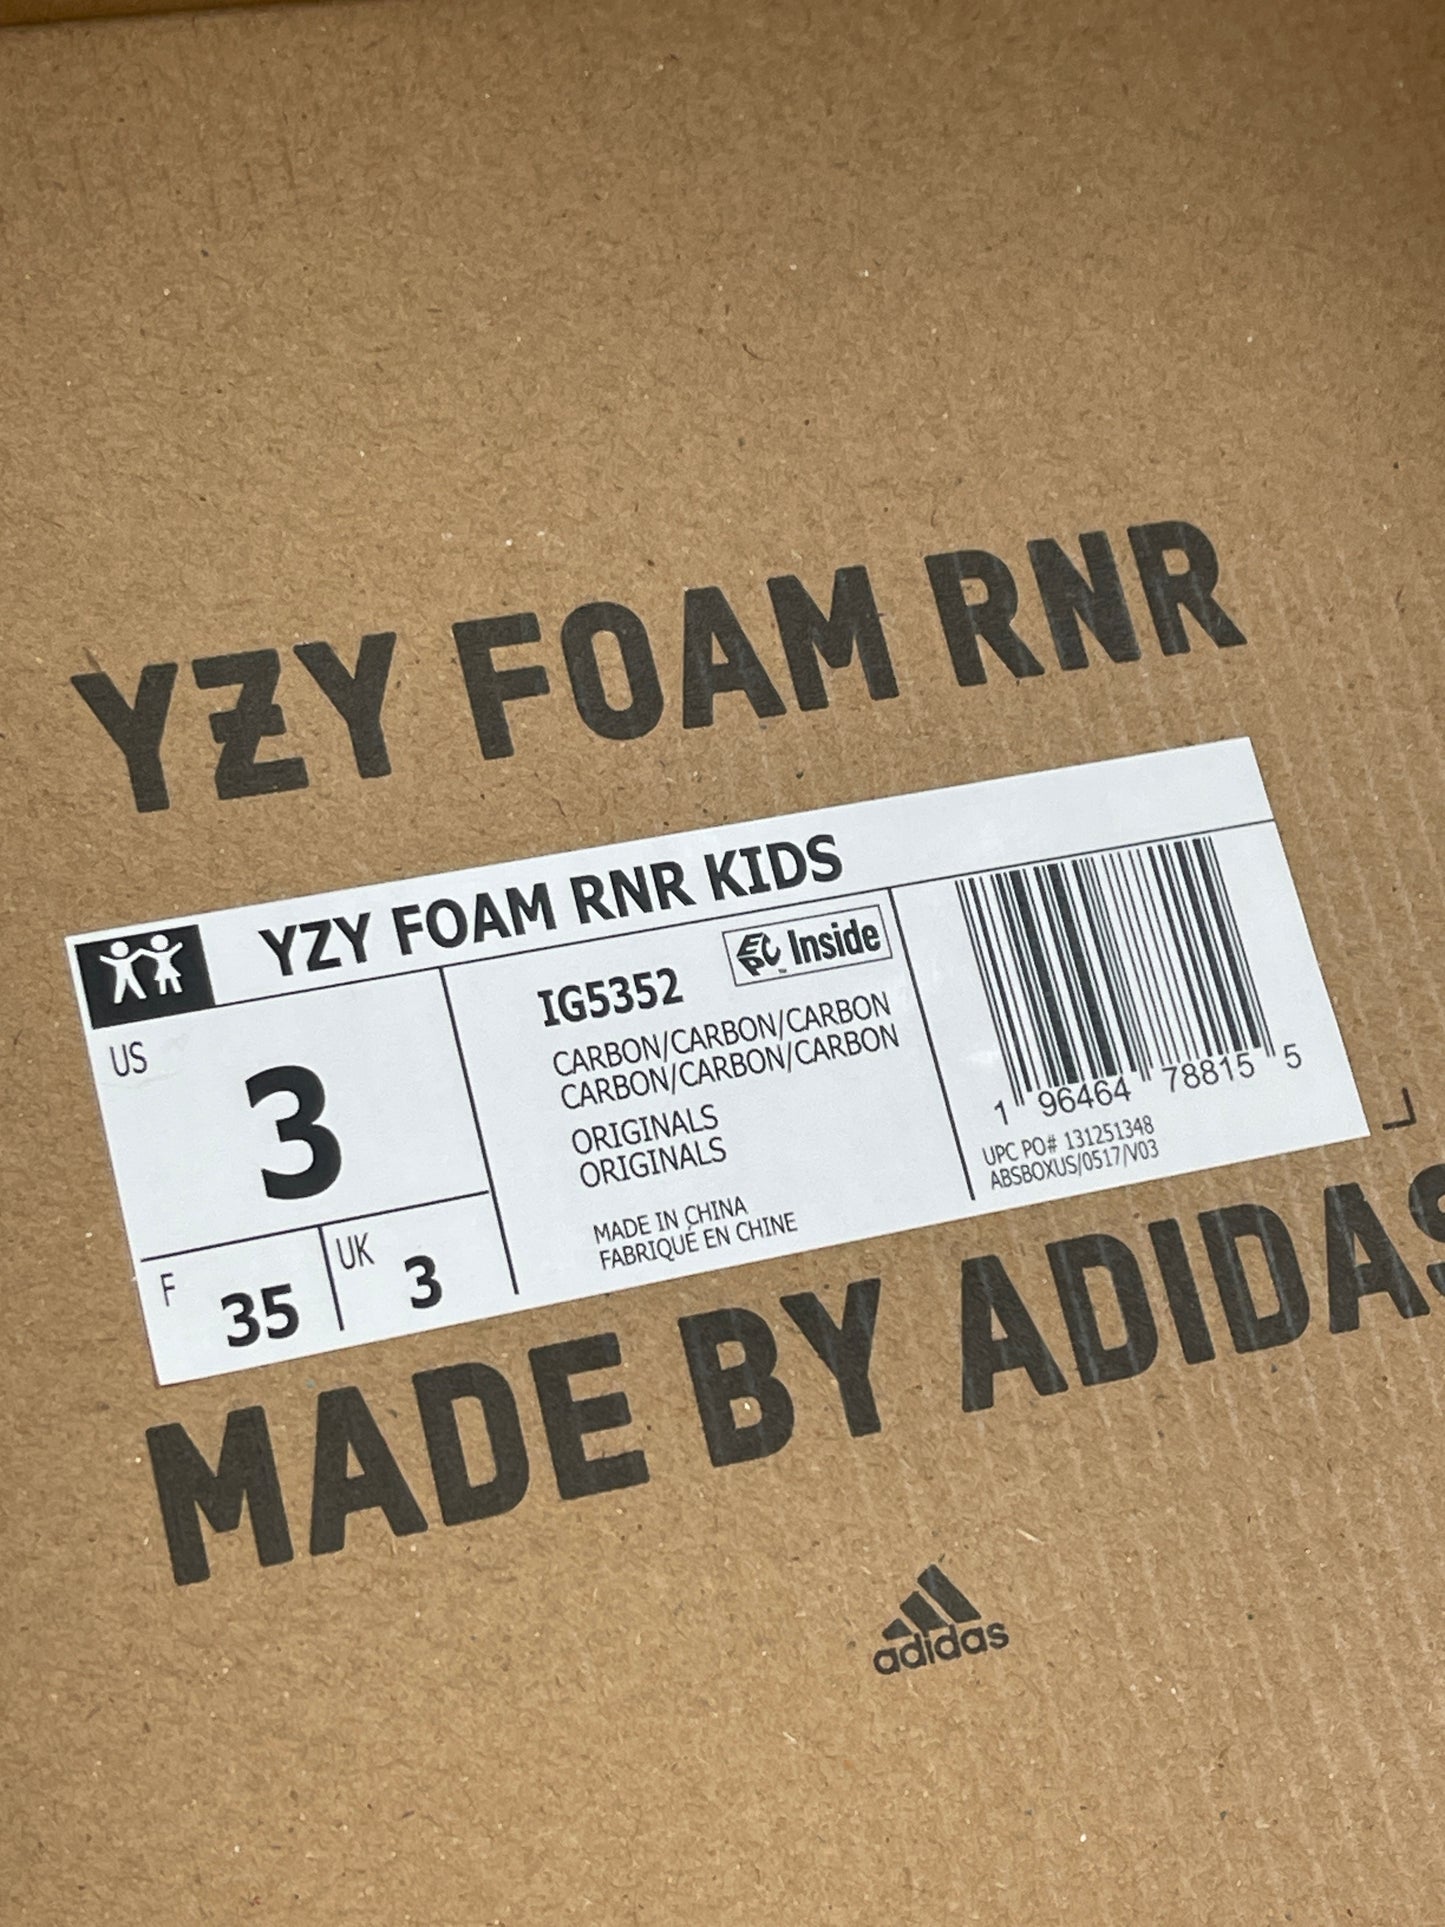 YZY FOAM RNR
YZY FOAM RNR KIDS
US
3
F
35
UK
3
IG5352
EPC Inside
CARBON/CARBON/CARBON
CARBON/CARBON/CARBON
ORIGINALS
ORIGINALS
MADE IN CHINA
FABRIQUÉ EN CHINE
1 96464 78815 5
UPC PO# 131251348
ABSBOXUS/0517/V03
MADE BY ADIDAS
adidas